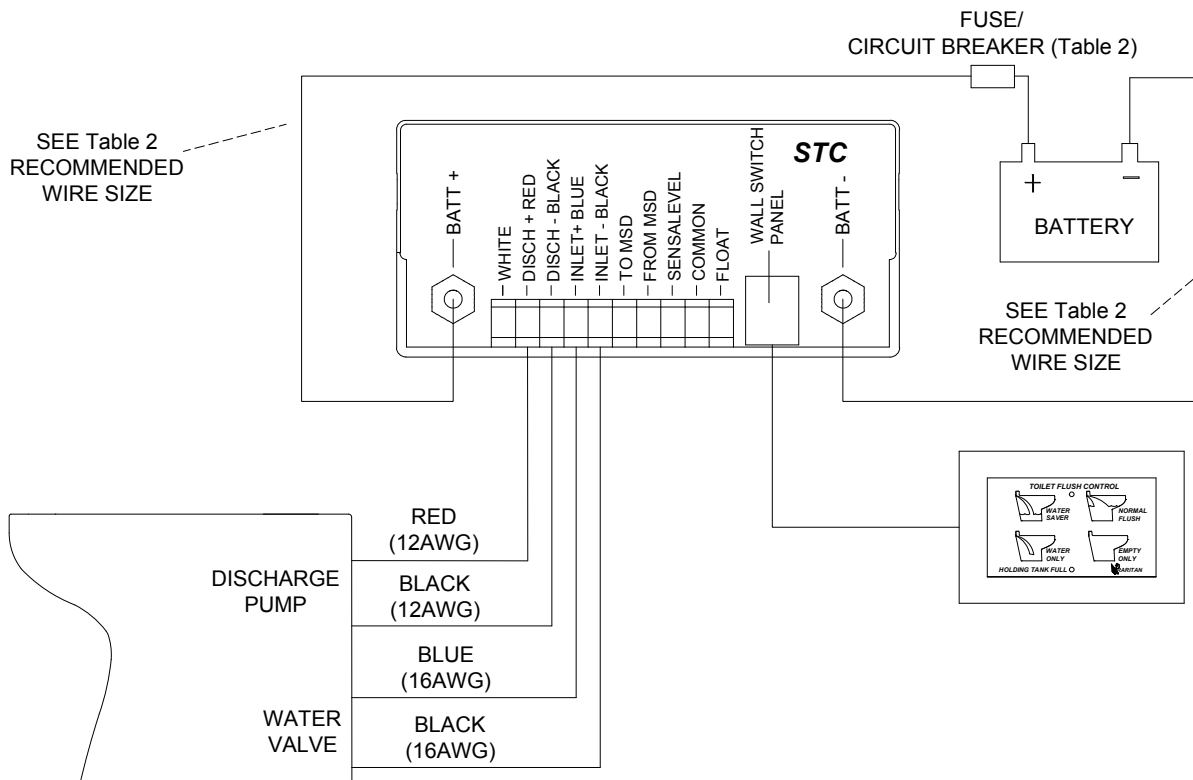 FUSE/
CIRCUIT BREAKER (Table 2)
SEE Table 2
RECOMMENDED
WIRE SIZE
STC
BATT +
WHITE
DISCH + RED
DISCH - BLACK
INLET+ BLUE
INLET - BLACK
TO MSD
FROM MSD
SENSALEVEL
COMMON
FLOAT
WALL SWITCH
PANEL
BATT -
+
−
BATTERY
SEE Table 2
RECOMMENDED
WIRE SIZE
TOILET FLUSH CONTROL
WATER
SAVER
NORMAL
FLUSH
WATER
ONLY
EMPTY
ONLY
HOLDING TANK FULL
RARITAN
RED
(12AWG)
DISCHARGE
PUMP
BLACK
(12AWG)
BLUE
(16AWG)
WATER
VALVE
BLACK
(16AWG)